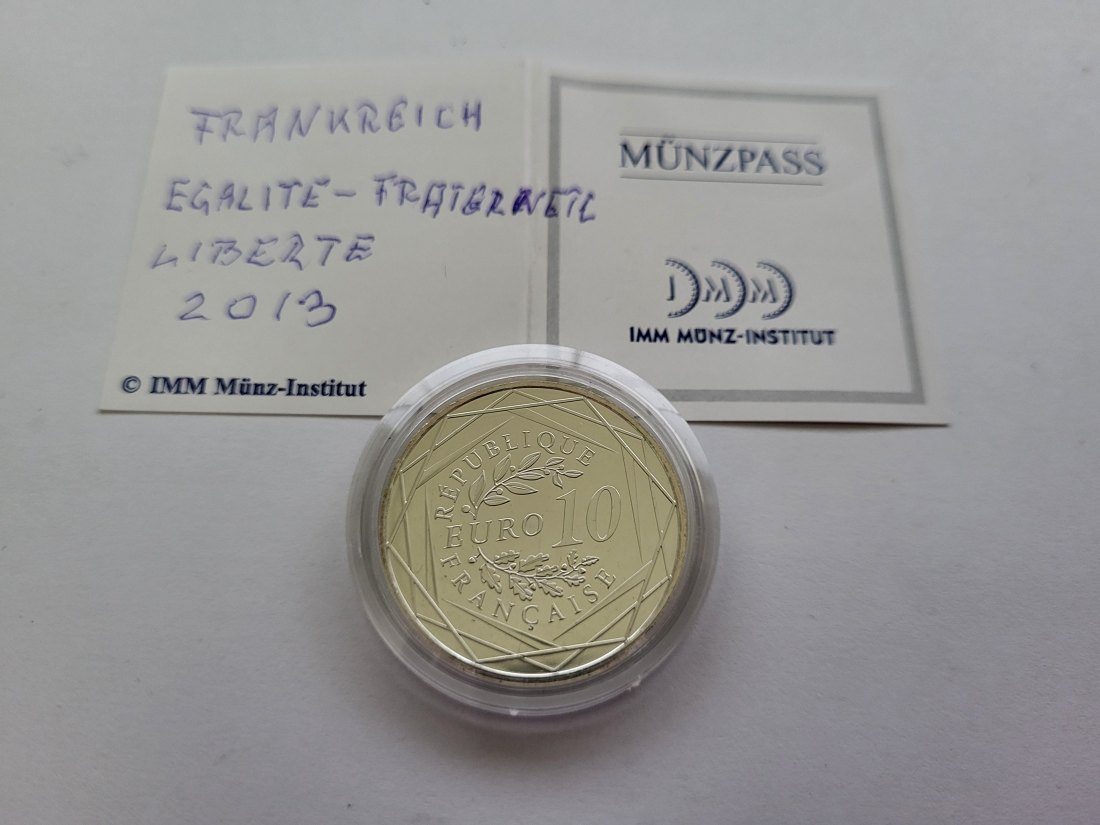 FRANKREICH
EGALITE - FRATERNEIL
LIBERTE
2013
© IMM Münz-Institut
MÜNZPASS
IMM
IMM MÜNZ-INSTITUT
RÉPUBLIQUE
EURO 10
FRANÇAISE